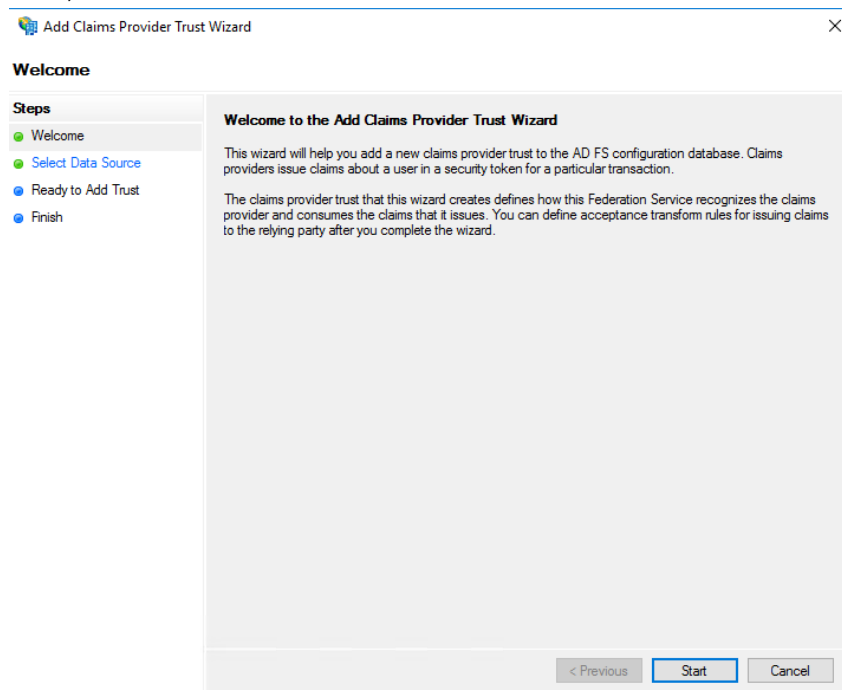 Add Claims Provider Trust Wizard
Welcome
Steps
Welcome
Select Data Source
Ready to Add Trust
Finish
Welcome to the Add Claims Provider Trust Wizard
This wizard will help you add a new claims provider trust to the AD FS configuration database. Claims
providers issue claims about a user in a security token for a particular transaction.
The claims provider trust that this wizard creates defines how this Federation Service recognizes the claims
provider and consumes the claims that it issues. You can define acceptance transform rules for issuing claims
to the relying party after you complete the wizard.
< Previous
Start
Cancel